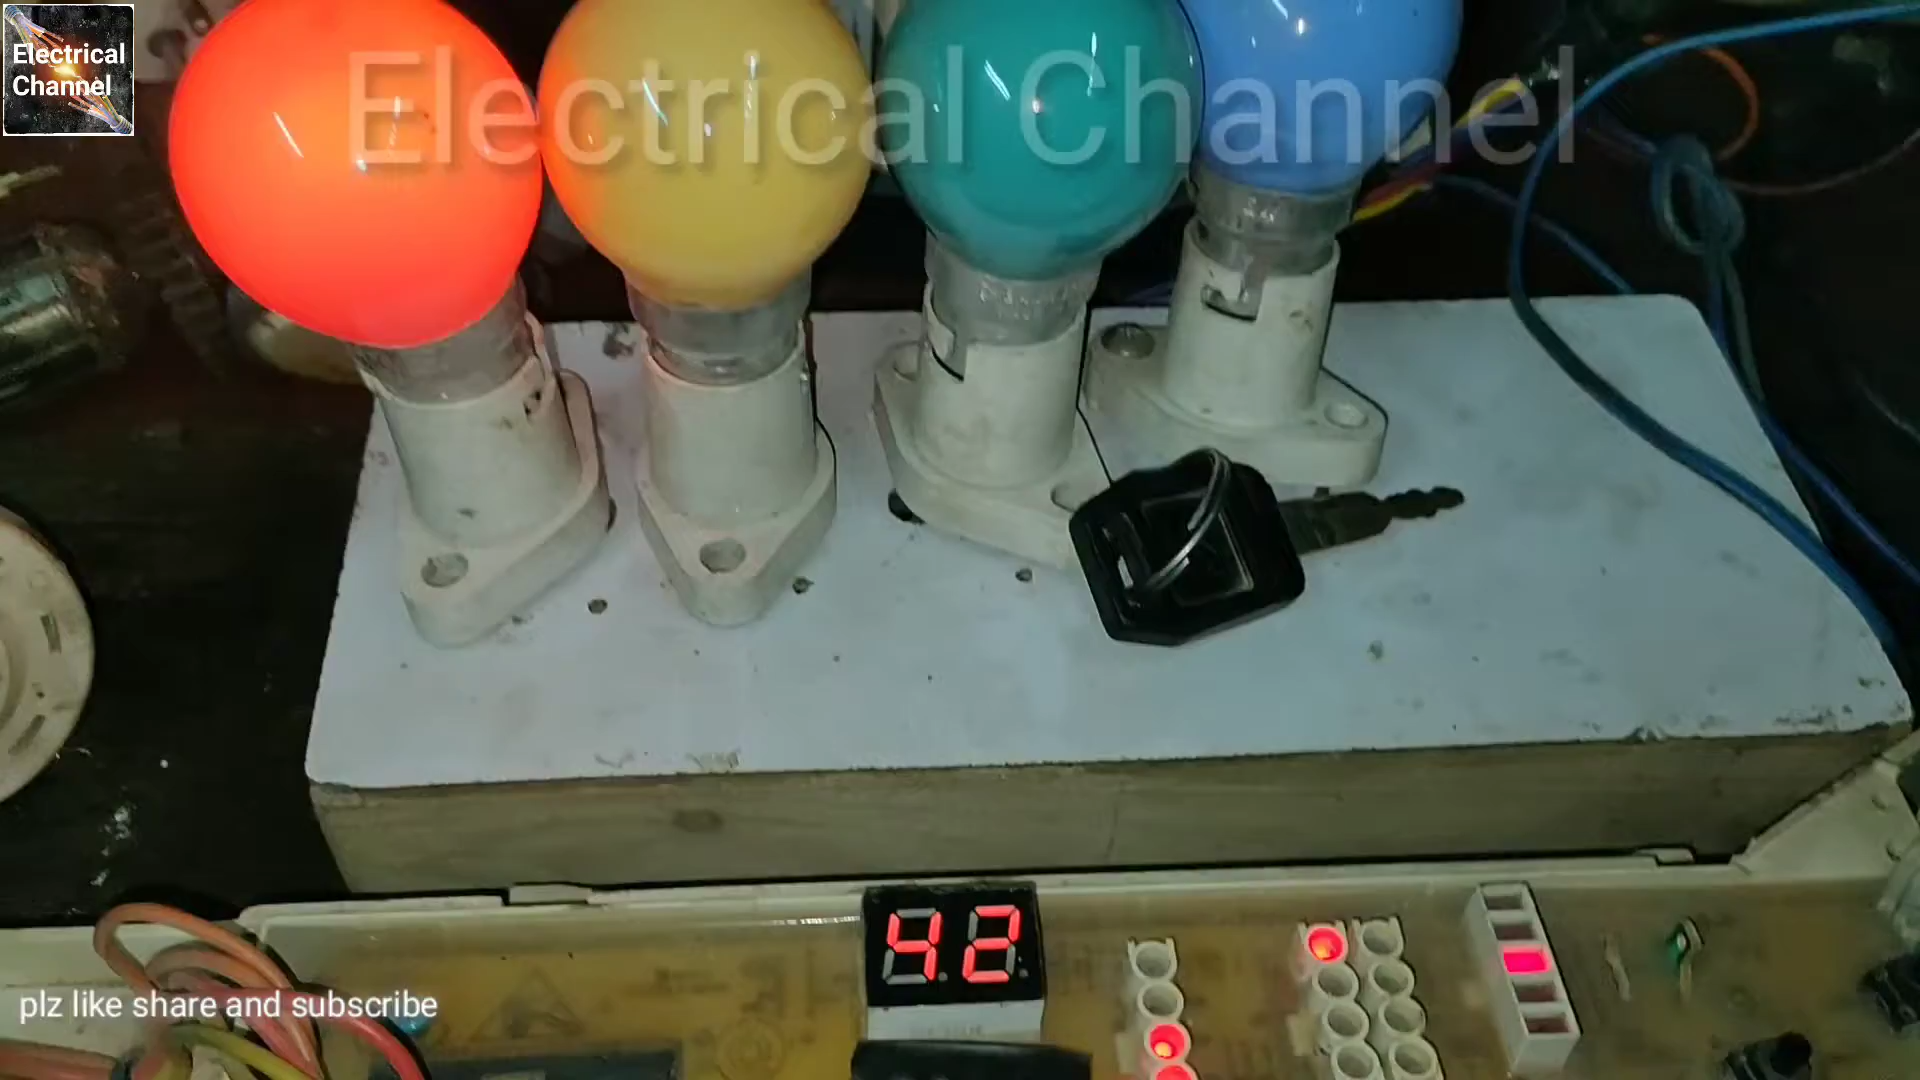 Electrical
Channel
Electrical Channel
42
plz like share and subscribe